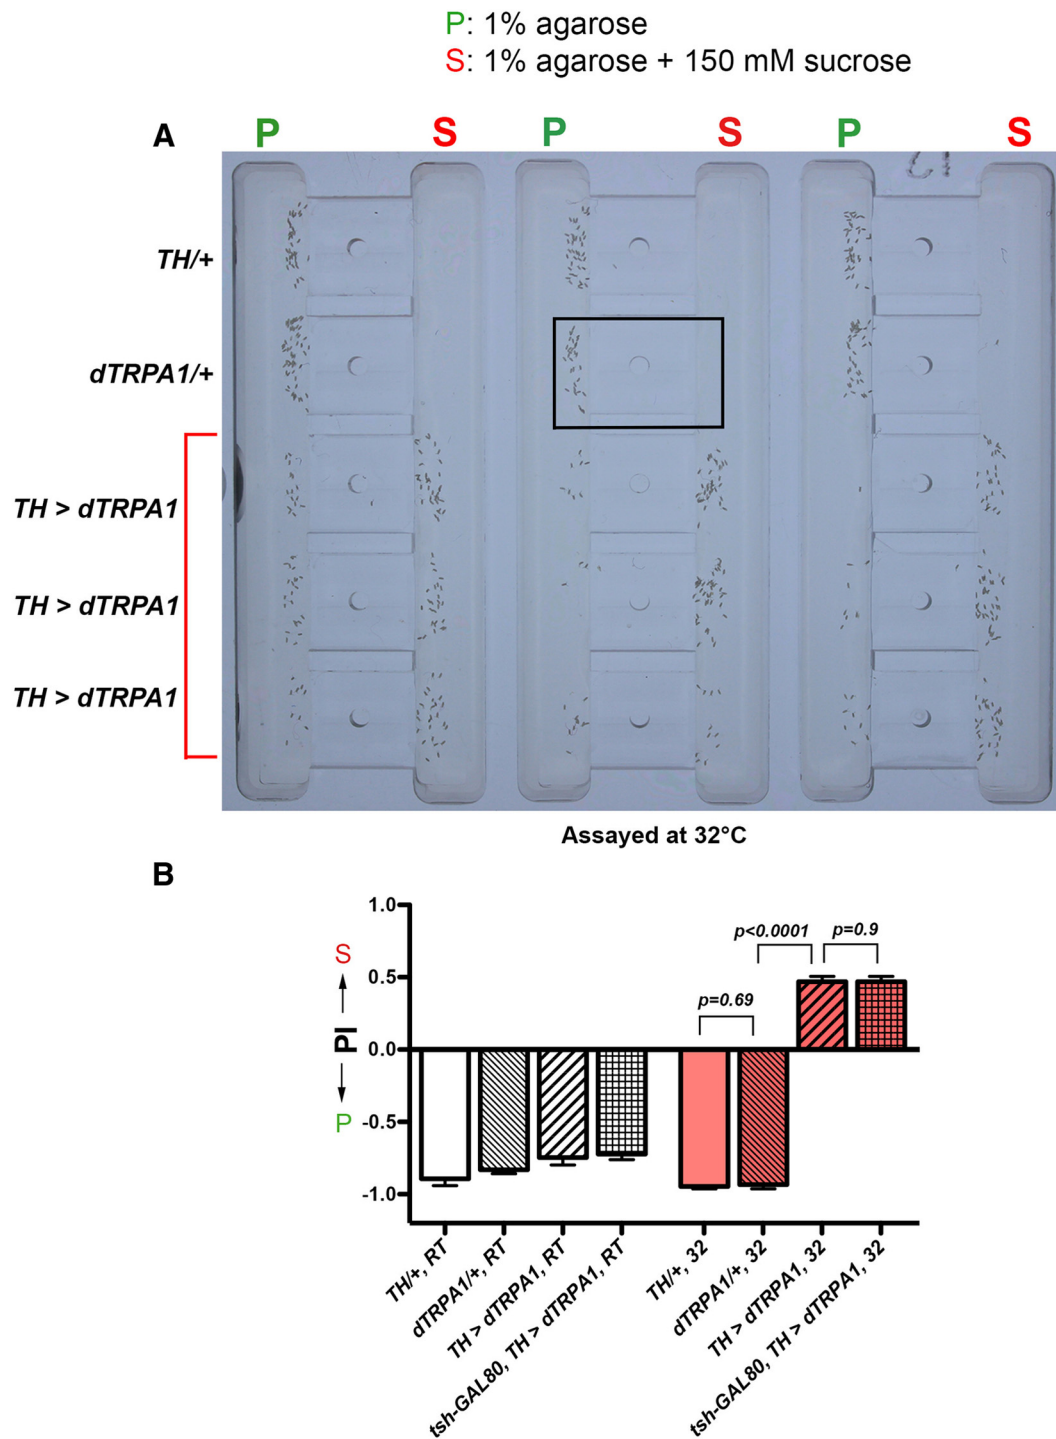 P: 1% agarose
S: 1% agarose + 150 mM sucrose
A
P S P S P S
TH/+
dTRPA1/+
TH > dTRPA1
TH > dTRPA1
TH > dTRPA1
Assayed at 32°C
B
1.0
0.5
0.0
-0.5
-1.0
S
PI
P
p=0.69
p<0.0001
p=0.9
TH/+, RT
dTRPA1/+, RT
TH > dTRPA1, RT
tsh-GAL80, TH > dTRPA1, RT
TH/+, 32
dTRPA1/+, 32
TH > dTRPA1, 32
tsh-GAL80, TH > dTRPA1, 32